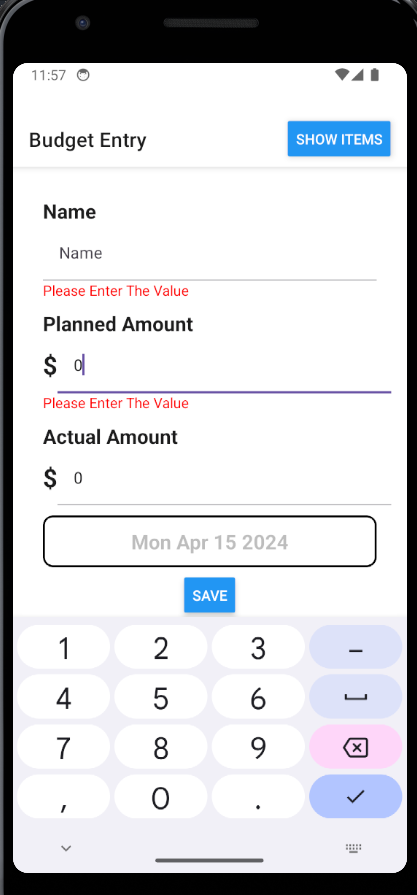 11:57
Budget Entry
SHOW ITEMS
Name
Name
Please Enter The Value
Planned Amount
$ 0
Please Enter The Value
Actual Amount
$ 0
Mon Apr 15 2024
SAVE
1 2 3 –
4 5 6
7 8 9
, 0 .